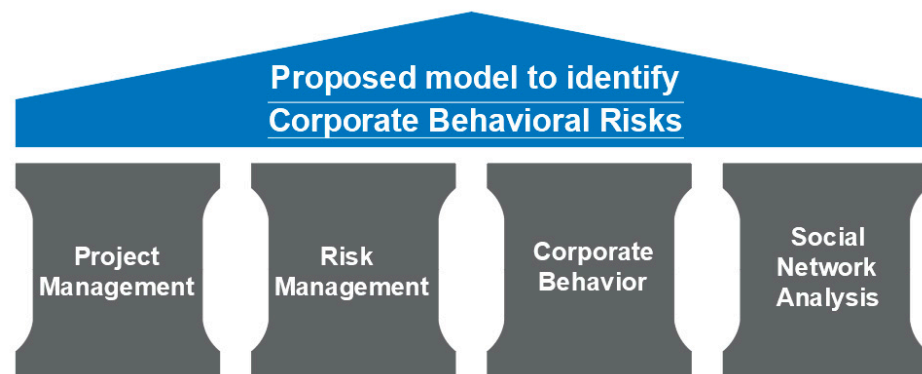 Proposed model to identify
Corporate Behavioral Risks
Project
Management
Risk
Management
Corporate
Behavior
Social
Network
Analysis